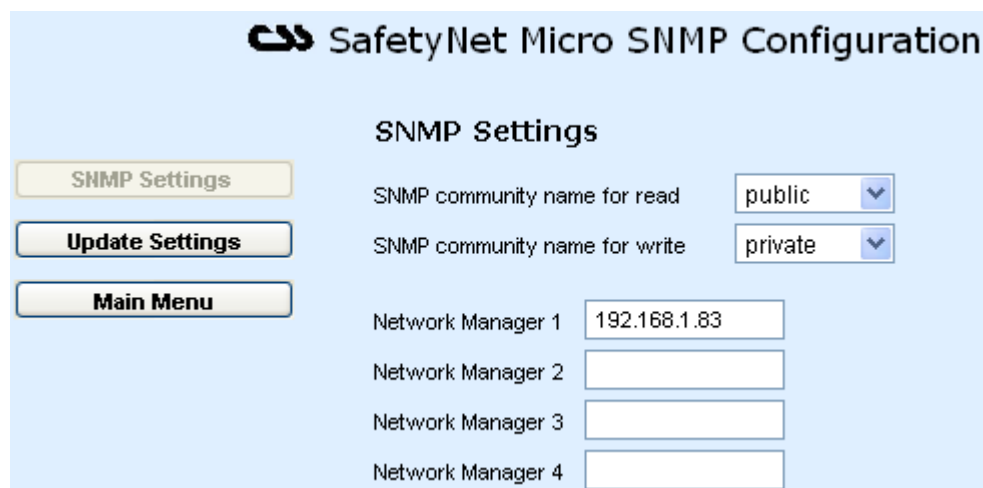 CSS SafetyNet Micro SNMP Configuration
SNMP Settings
SNMP Settings
Update Settings
Main Menu
SNMP community name for read public
SNMP community name for write private
Network Manager 1 192.168.1.83
Network Manager 2
Network Manager 3
Network Manager 4